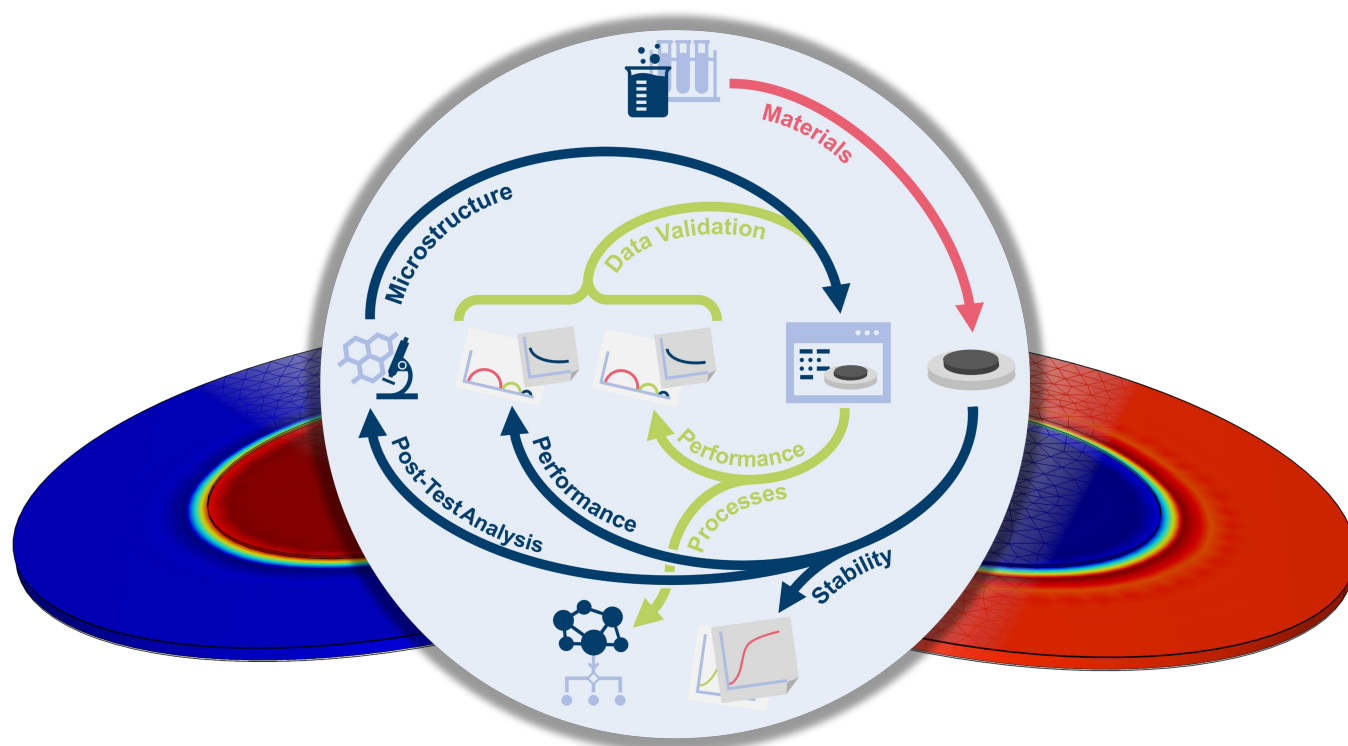 Materials
Microstructure
Data Validation
Performance
Processes
Performance
Post-Test Analysis
Stability